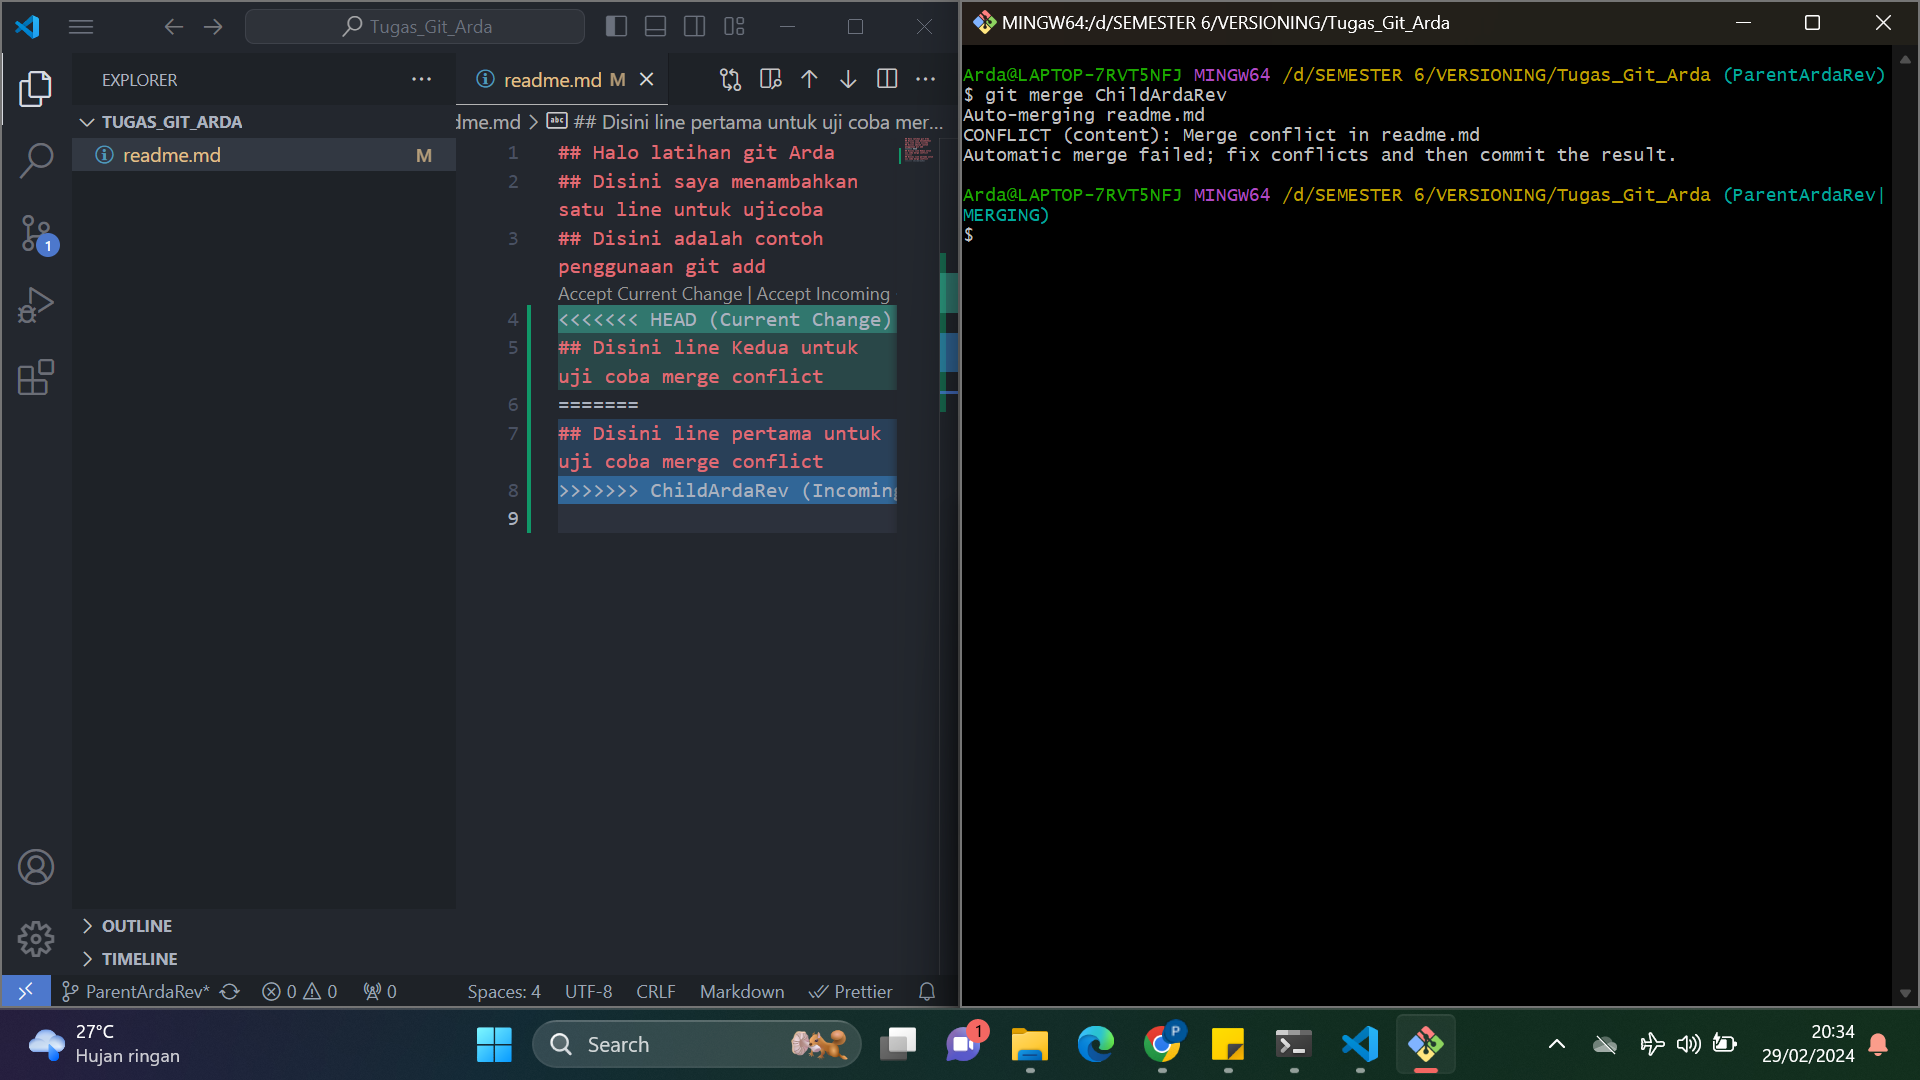 Tugas_Git_Arda
EXPLORER
TUGAS_GIT_ARDA
readme.md M
1
OUTLINE
TIMELINE
readme.md M
dme.md > ## Disini line pertama untuk uji coba mer...
1 ## Halo latihan git Arda
2 ## Disini saya menambahkan
satu line untuk ujicoba
3 ## Disini adalah contoh
penggunaan git add
Accept Current Change | Accept Incoming
4 <<<<<<< HEAD (Current Change)
5 ## Disini line Kedua untuk
uji coba merge conflict
6 =======
7 ## Disini line pertama untuk
uji coba merge conflict
8 >>>>>>> ChildArdaRev (Incoming
9
ParentArdaRev* 0 0 0 Spaces: 4 UTF-8 CRLF Markdown Prettier
MINGW64:/d/SEMESTER 6/VERSIONING/Tugas_Git_Arda
Arda@LAPTOP-7RVT5NFJ MINGW64 /d/SEMESTER 6/VERSIONING/Tugas_Git_Arda (ParentArdaRev)
$ git merge ChildArdaRev
Auto-merging readme.md
CONFLICT (content): Merge conflict in readme.md
Automatic merge failed; fix conflicts and then commit the result.
Arda@LAPTOP-7RVT5NFJ MINGW64 /d/SEMESTER 6/VERSIONING/Tugas_Git_Arda (ParentArdaRev|
MERGING)
$
27°C
Hujan ringan
Search
1
P
20:34
29/02/2024